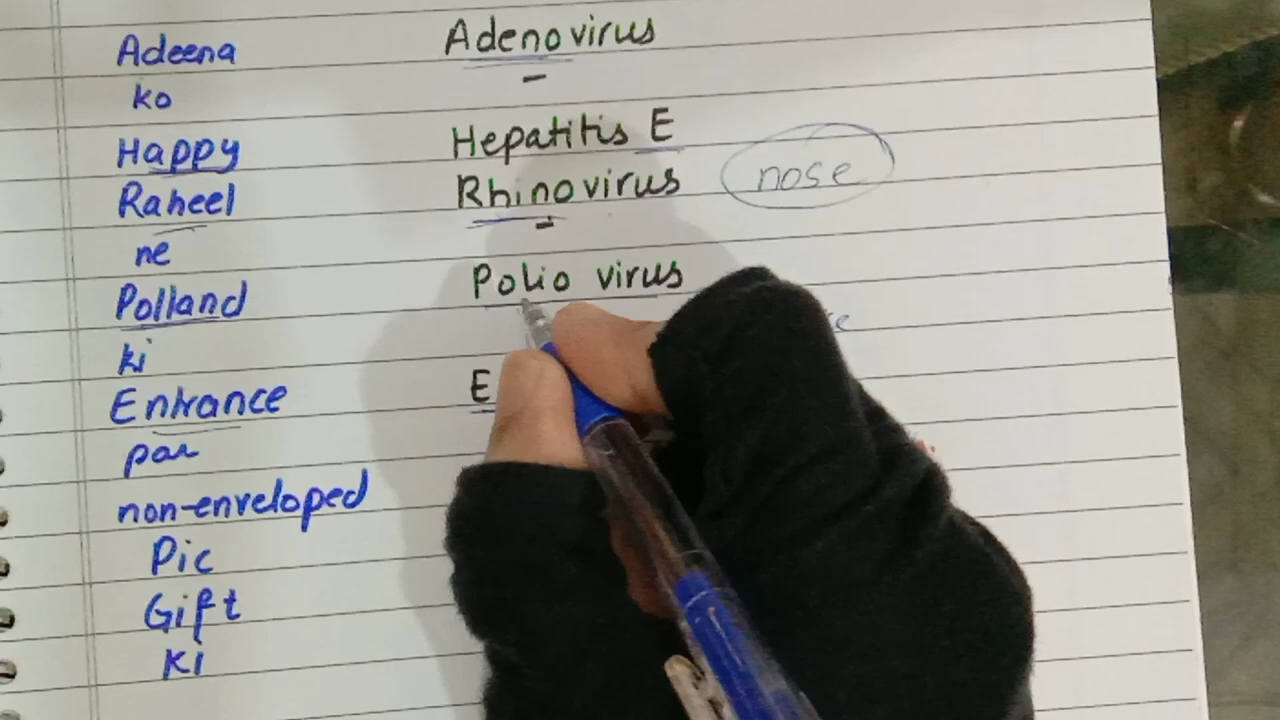 Adeena Adenovirus
ko
Happy Hepatitis E
Raheel Rhinovirus nose
ne
Polland Polio virus
ki
Entrance E
par
non-enveloped
Pic
Gift
Ki